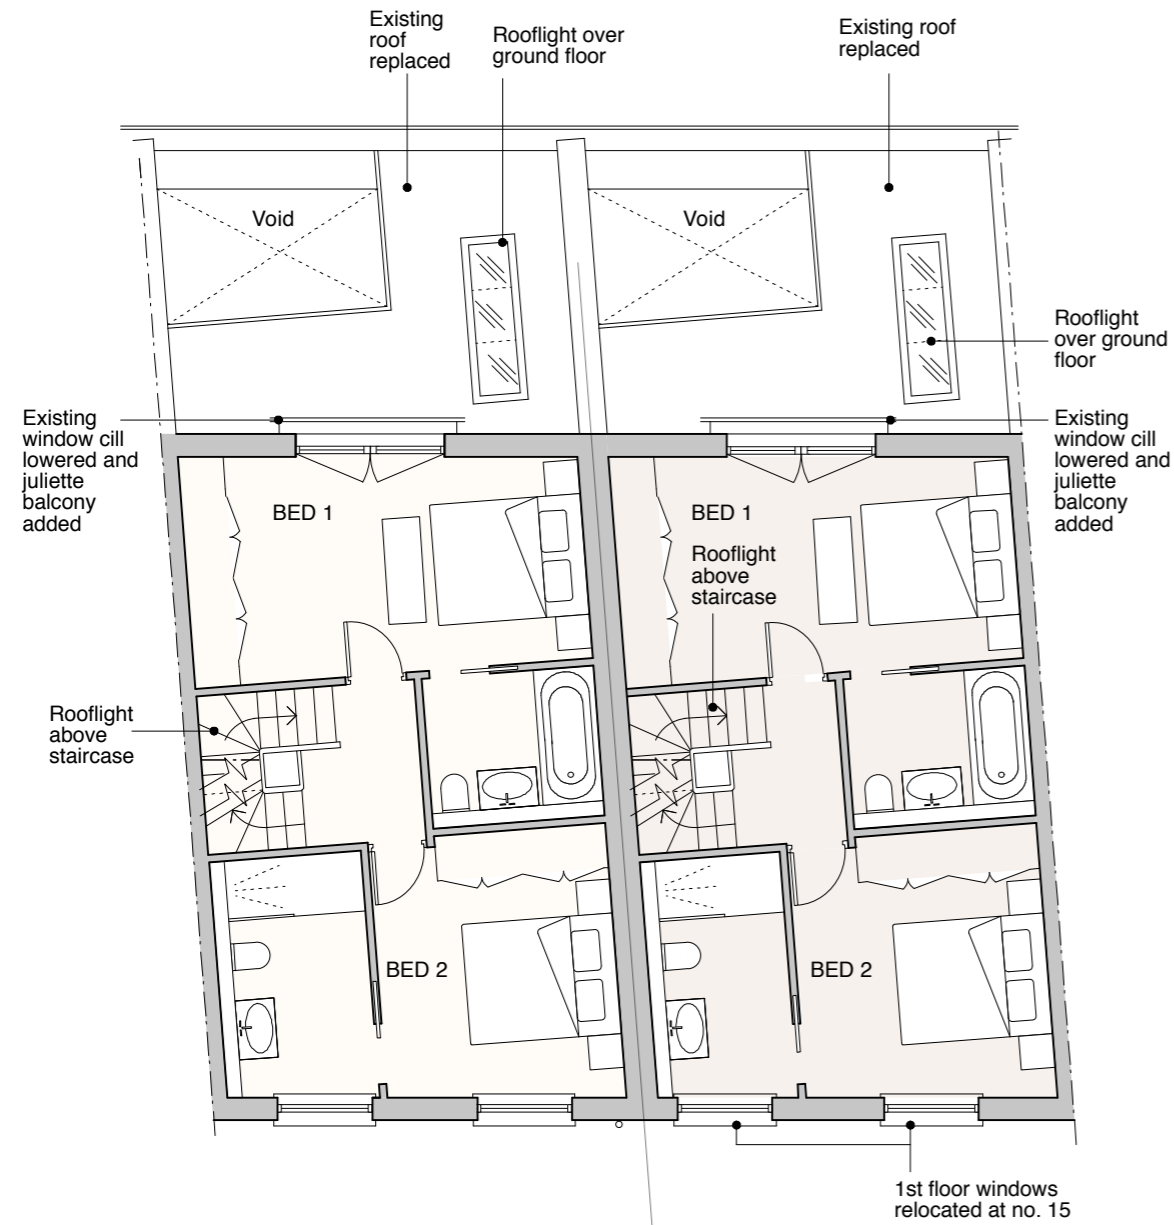 Existing
roof
replaced
Rooflight over
ground floor
Existing roof
replaced
Void
Void
Rooflight
over ground
floor
Existing
window cill
lowered and
juliette
balcony
added
Existing
window cill
lowered and
juliette
balcony
added
BED 1
BED 1
Rooflight
above
staircase
Rooflight
above
staircase
BED 2
BED 2
1st floor windows
relocated at no. 15